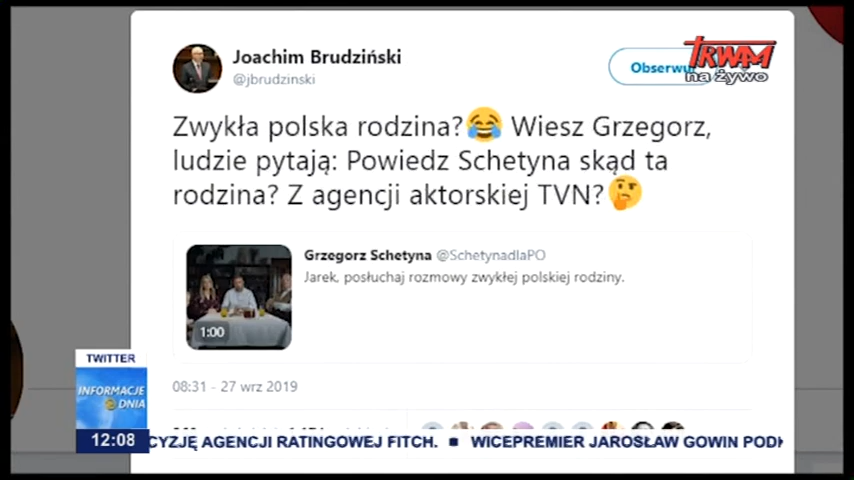 Joachim Brudziński
@jbrudzinski
TRWAM
na żywo
Zwykła polska rodzina?😂 Wiesz Grzegorz,
ludzie pytają: Powiedz Schetyna skąd ta
rodzina? Z agencji aktorskiej TVN?🤔
Grzegorz Schetyna @SchetynadlaPO
Jarek, posłuchaj rozmowy zwykłej polskiej rodziny.
1:00
08:31 - 27 wrz 2019
TWITTER
INFORMACJE
DNIA
12:08
CYZJĘ AGENCJI RATINGOWEJ FITCH. ■ WICEPREMIER JAROSŁAW GOWIN